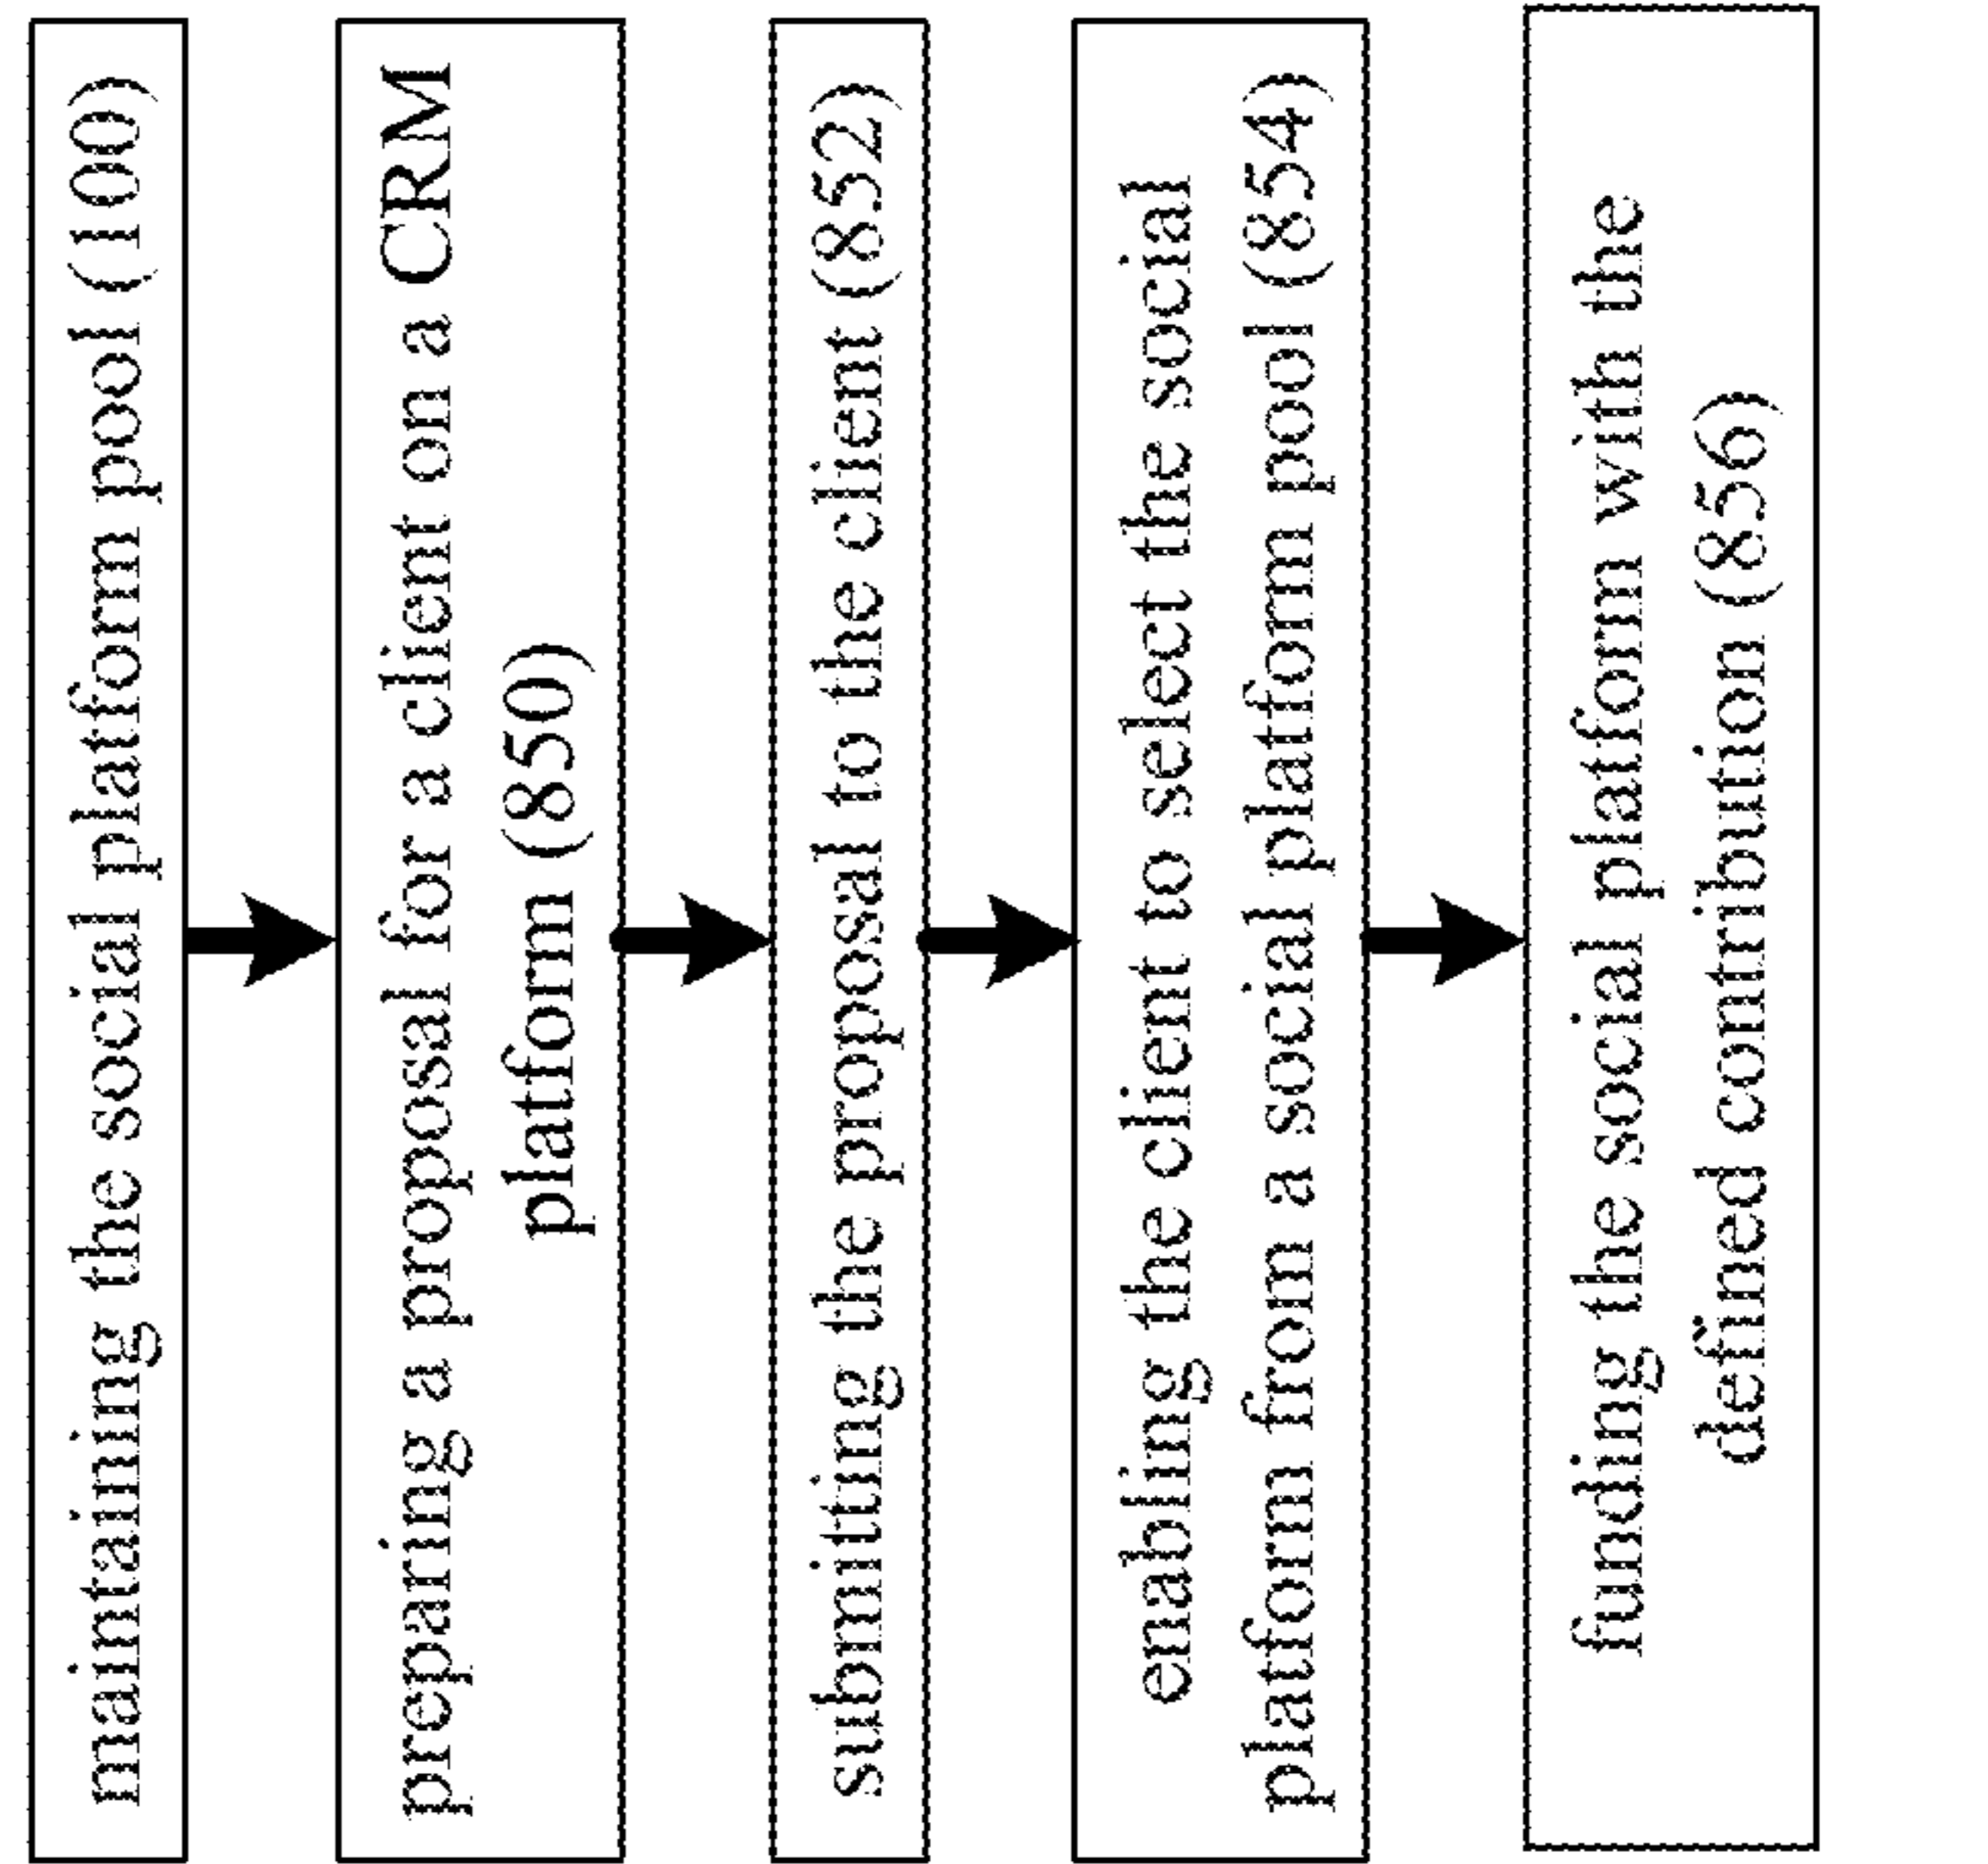 maintaining the social platform pool (100)
preparing a proposal for a client on a CRM
platform (850)
submitting the proposal to the client (852)
enabling the client to select the social
platform from a social platform pool (854)
funding the social platform with the
defined contribution (856)